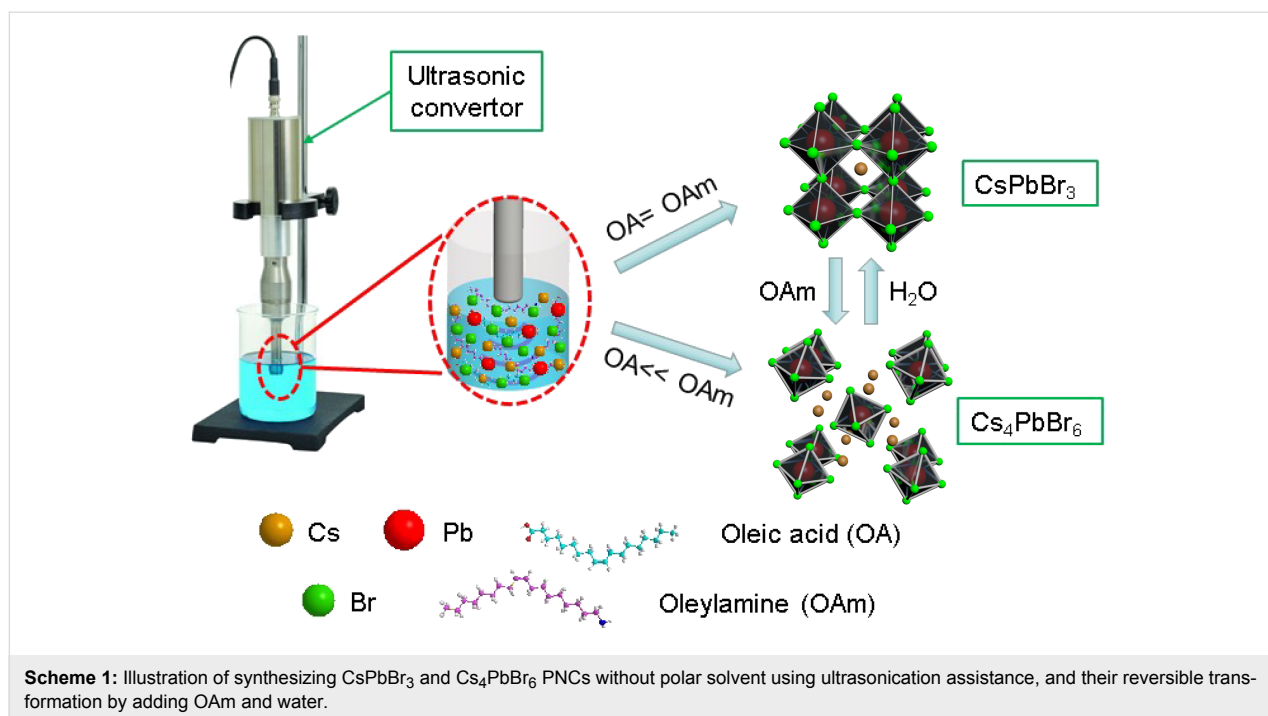 Ultrasonic
convertor
OA= OAm
OA<< OAm
CsPbBr₃
OAm
H₂O
Cs₄PbBr₆
Cs
Pb
Oleic acid (OA)
Br
Oleylamine (OAm)
Scheme 1: Illustration of synthesizing CsPbBr₃ and Cs₄PbBr₆ PNCs without polar solvent using ultrasonication assistance, and their reversible trans-
formation by adding OAm and water.